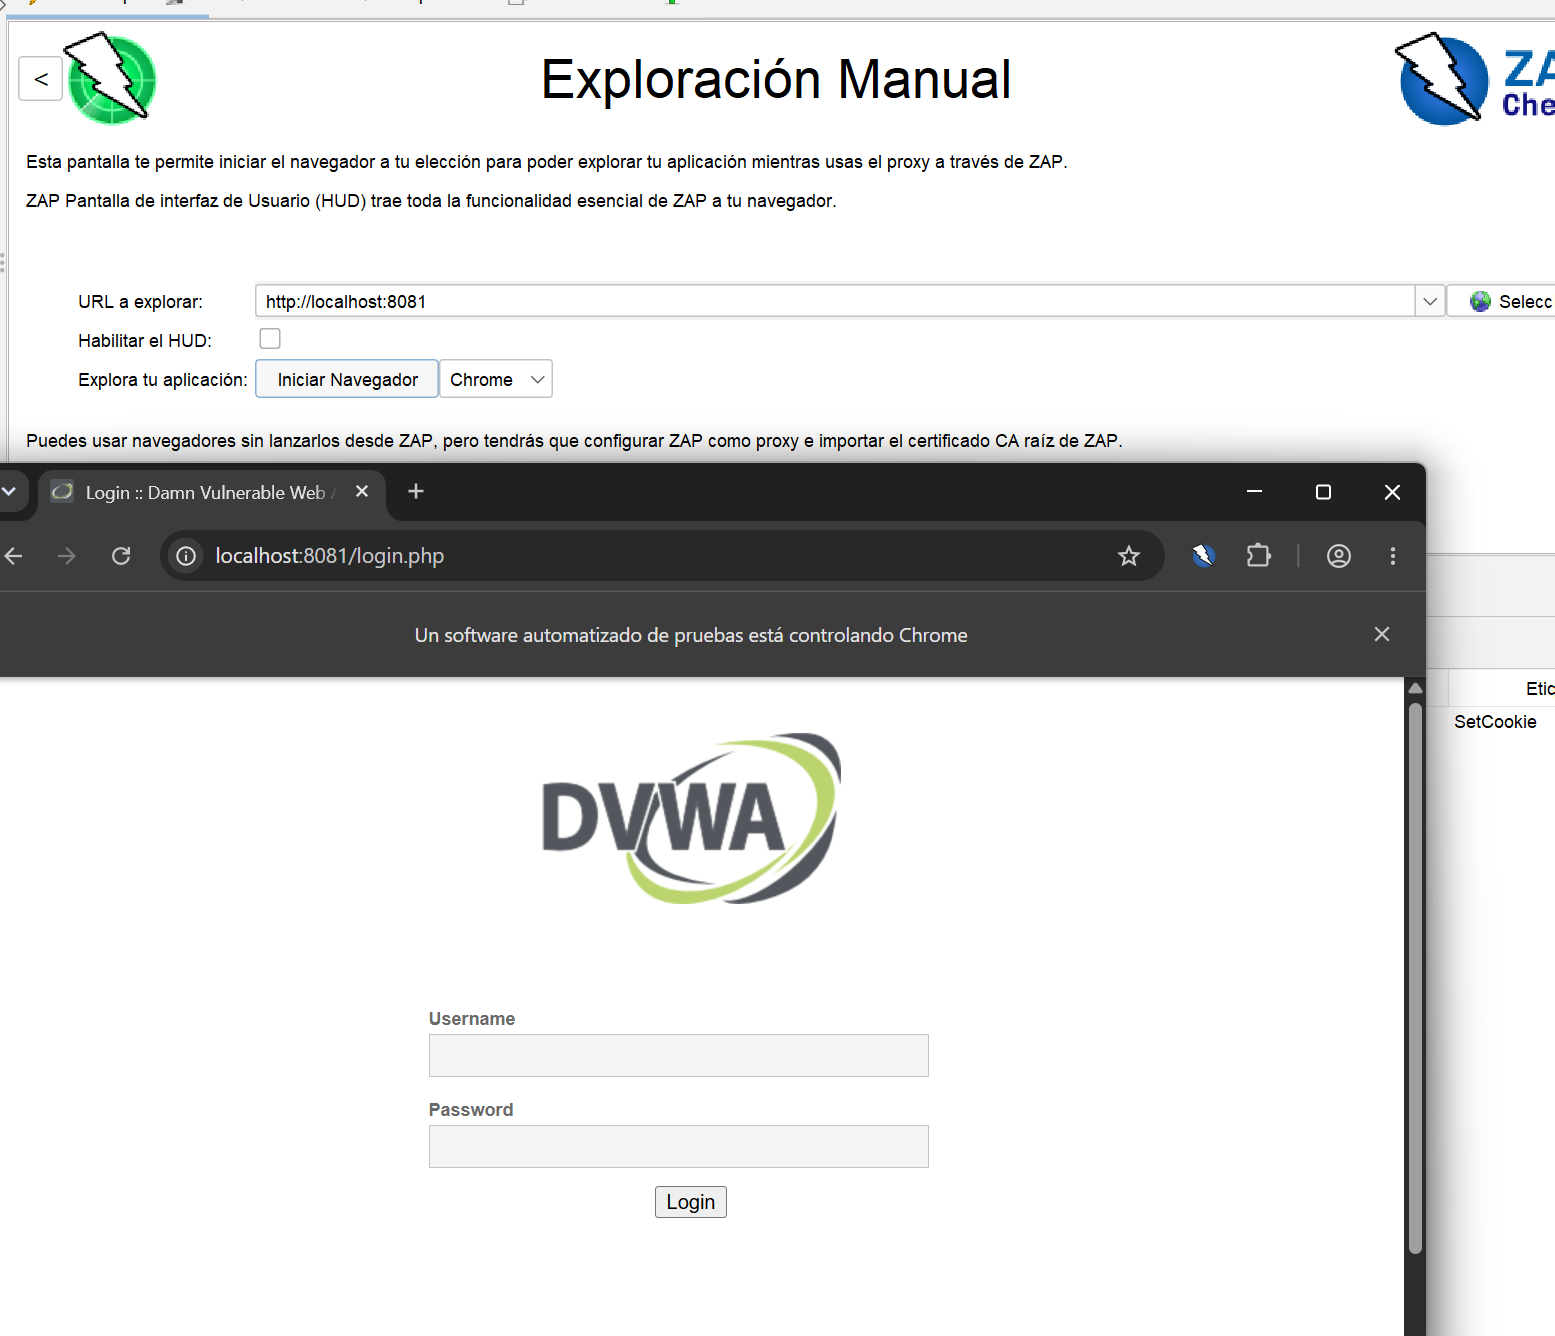 <
Exploración Manual
ZA
Che
Esta pantalla te permite iniciar el navegador a tu elección para poder explorar tu aplicación mientras usas el proxy a través de ZAP.
ZAP Pantalla de interfaz de Usuario (HUD) trae toda la funcionalidad esencial de ZAP a tu navegador.
URL a explorar:
http://localhost:8081
Selecc
Habilitar el HUD:
Explora tu aplicación:
Iniciar Navegador
Chrome
Puedes usar navegadores sin lanzarlos desde ZAP, pero tendrás que configurar ZAP como proxy e importar el certificado CA raíz de ZAP.
Login :: Damn Vulnerable Web
localhost:8081/login.php
Un software automatizado de pruebas está controlando Chrome
Etic
SetCookie
DVWA
Username
Password
Login